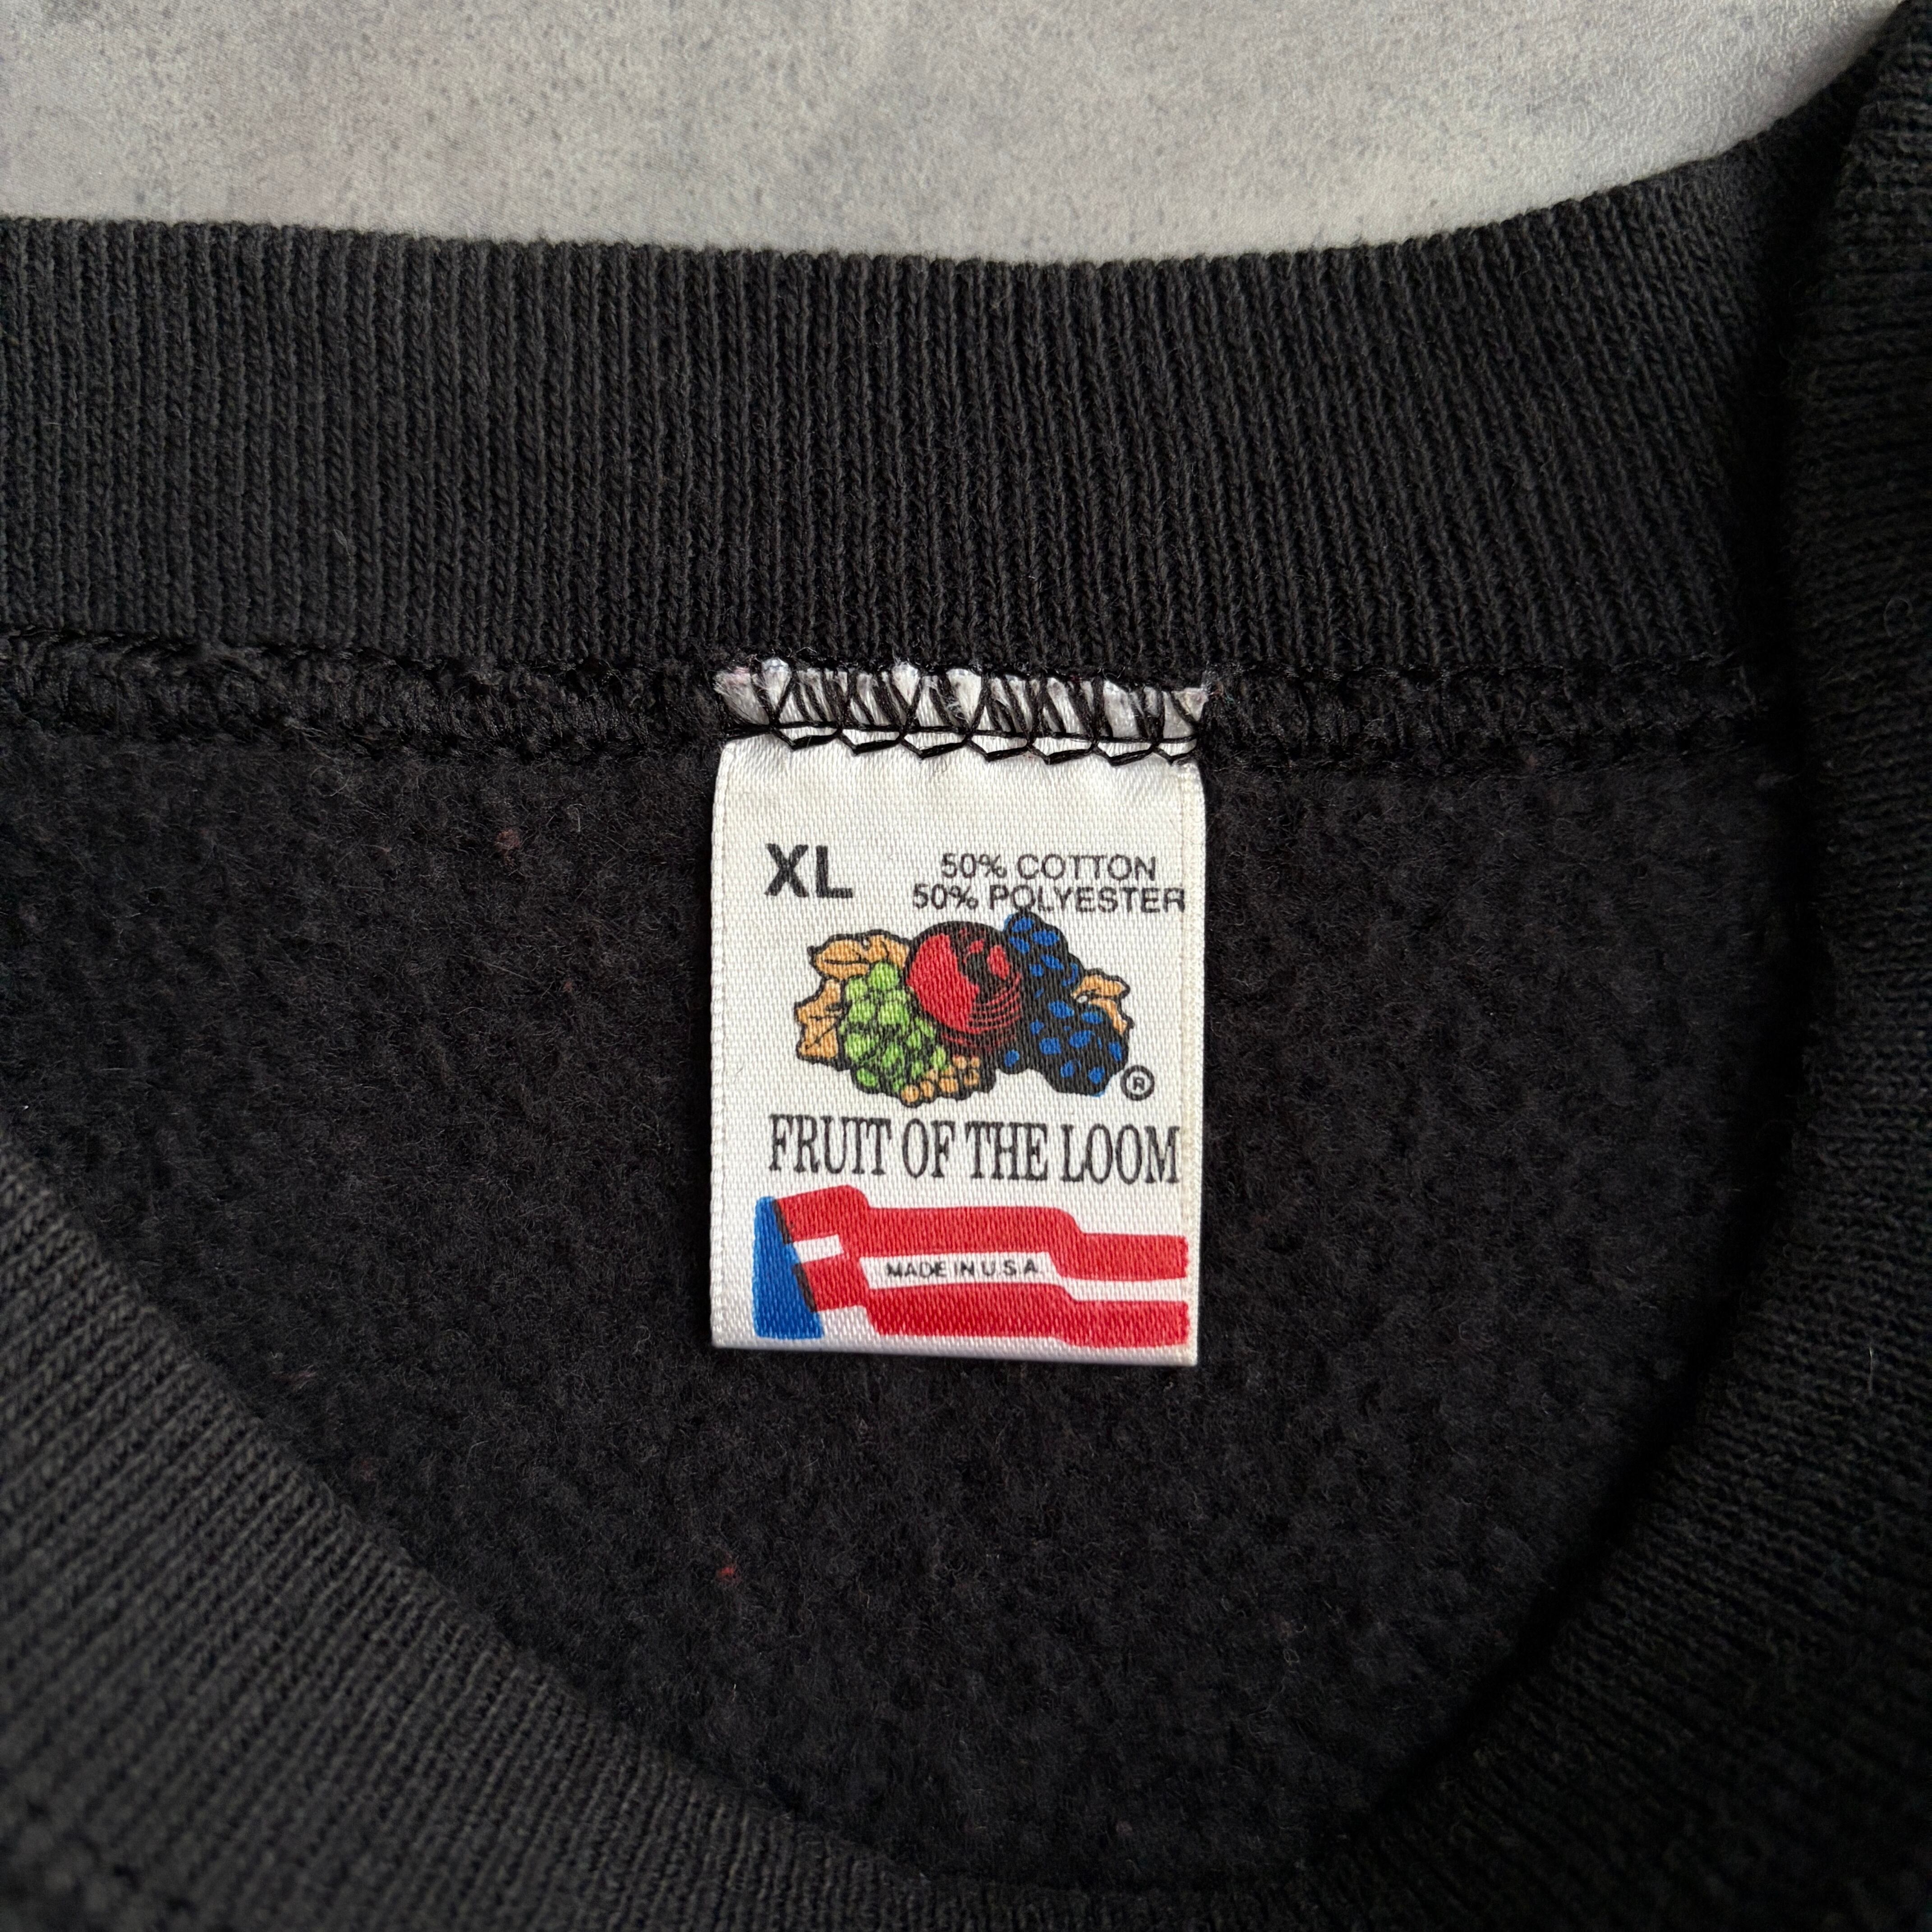 XL
50% COTTON
50% POLYESTER
®
FRUIT OF THE LOOM
MADE IN U.S.A.